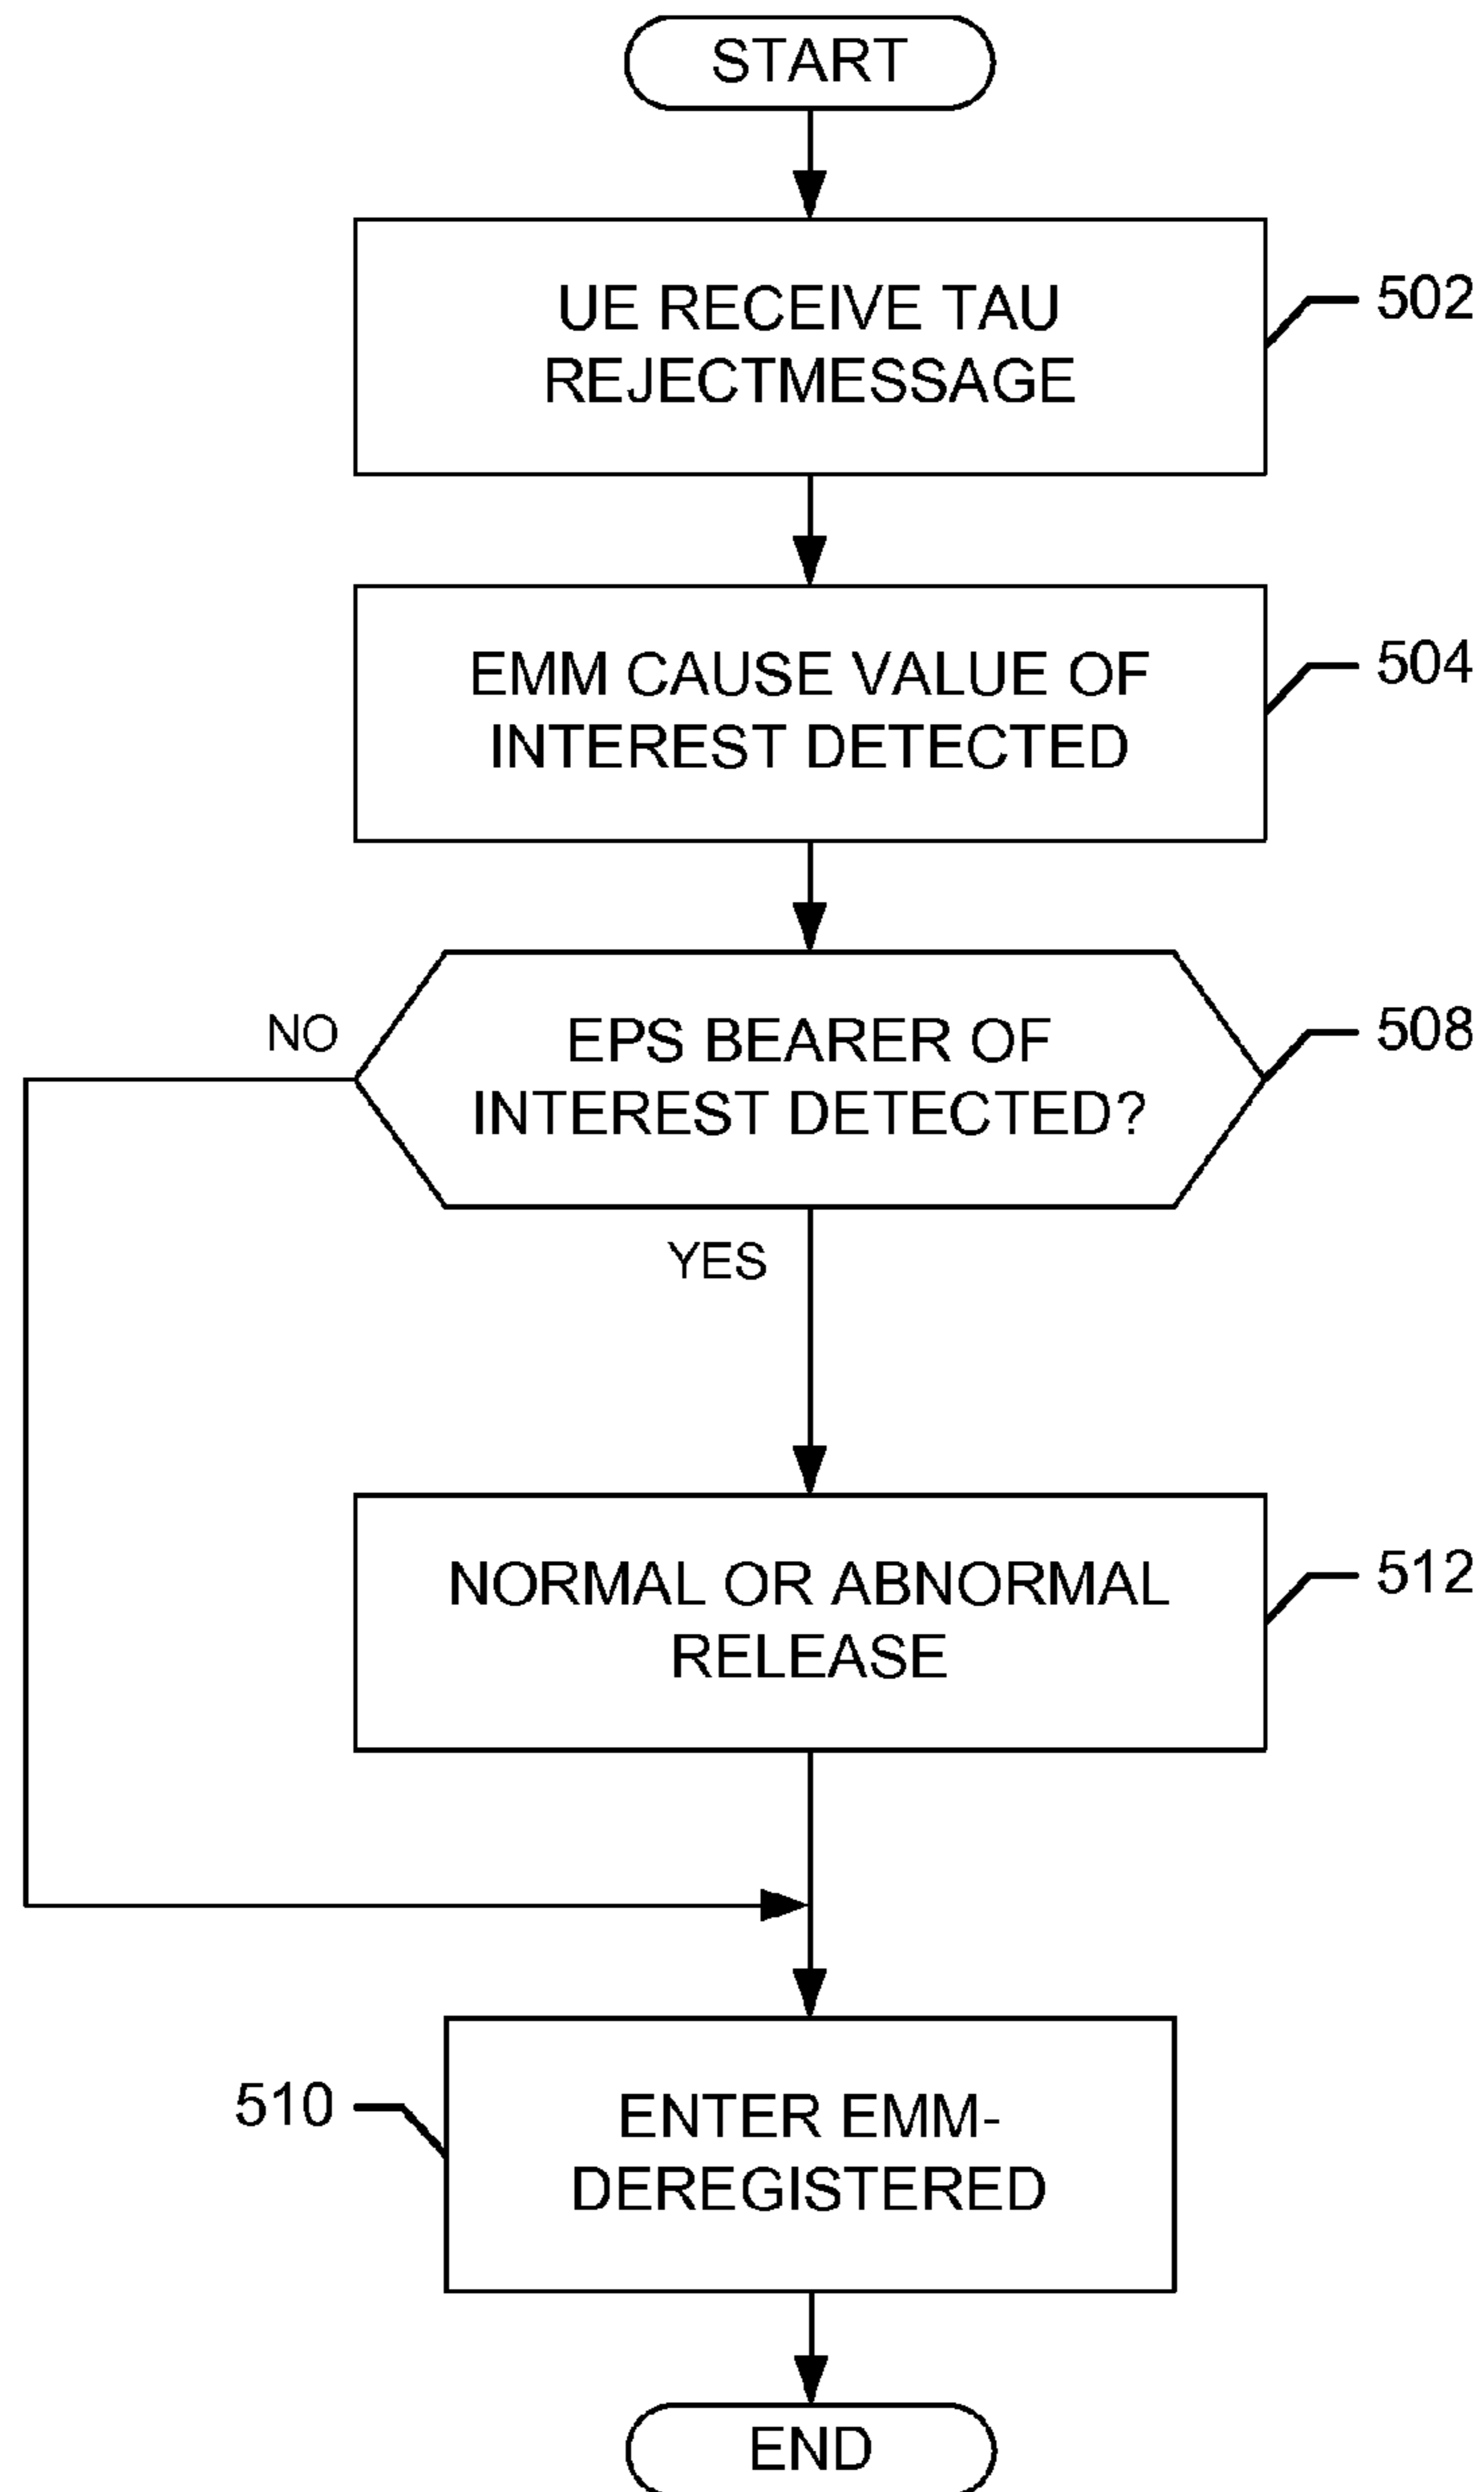 START
UE RECEIVE TAU
REJECTMESSAGE
502
EMM CAUSE VALUE OF
INTEREST DETECTED
504
NO
EPS BEARER OF
INTEREST DETECTED?
508
YES
NORMAL OR ABNORMAL
RELEASE
512
510
ENTER EMM-
DEREGISTERED
END